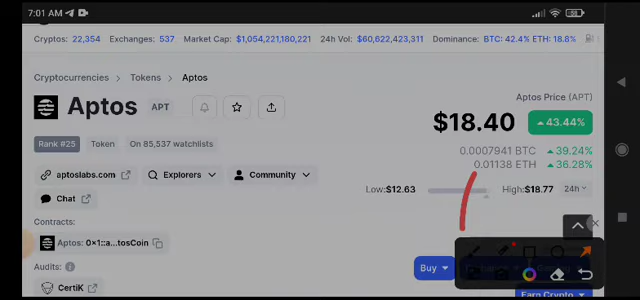 7:01 AM
Cryptos: 22,354 Exchanges: 537 Market Cap: $1,054,221,180,221 24h Vol: $60,622,423,311 Dominance: BTC: 42.4% ETH: 18.8%
Cryptocurrencies > Tokens > Aptos
Aptos APT
Aptos Price (APT)
$18.40 43.44%
0.0007941 BTC 39.24%
0.01138 ETH 36.28%
Rank #25 Token On 85,537 watchlists
aptoslabs.com Explorers Community
Low: $12.63 High: $18.77 24h
Chat
Contracts:
Aptos: 0×1::a...tosCoin
Audits:
CertiK
Buy
Earn Crypto